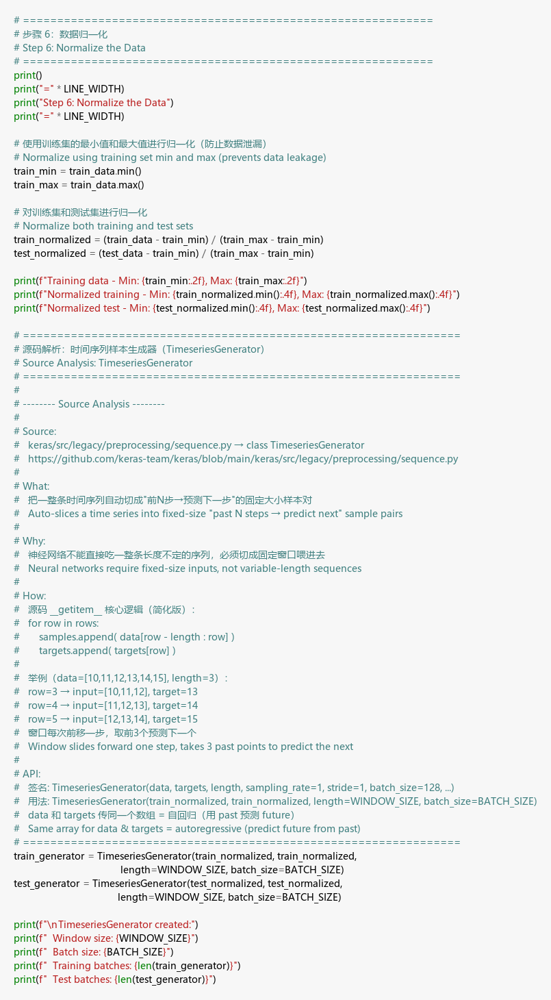 # ============================================================
# 步骤 6：数据归一化
# Step 6: Normalize the Data
# ============================================================
print()
print("=" * LINE_WIDTH)
print("Step 6: Normalize the Data")
print("=" * LINE_WIDTH)
# 使用训练集的最小值和最大值进行归一化（防止数据泄漏）
# Normalize using training set min and max (prevents data leakage)
train_min = train_data.min()
train_max = train_data.max()
# 对训练集和测试集进行归一化
# Normalize both training and test sets
train_normalized = (train_data - train_min) / (train_max - train_min)
test_normalized = (test_data - train_min) / (train_max - train_min)
print(f"Training data - Min: {train_min:.2f}, Max: {train_max:.2f}")
print(f"Normalized training - Min: {train_normalized.min():.4f}, Max: {train_normalized.max():.4f}")
print(f"Normalized test - Min: {test_normalized.min():.4f}, Max: {test_normalized.max():.4f}")
# ================================================================
# 源码解析：时间序列样本生成器（TimeseriesGenerator）
# Source Analysis: TimeseriesGenerator
# ================================================================
#
# -------- Source Analysis --------
#
# Source:
#   keras/src/legacy/preprocessing/sequence.py → class TimeseriesGenerator
#   https://github.com/keras-team/keras/blob/main/keras/src/legacy/preprocessing/sequence.py
#
# What:
#   把一整条时间序列自动切成"前N步→预测下一步"的固定大小样本对
#   Auto-slices a time series into fixed-size "past N steps → predict next" sample pairs
#
# Why:
#   神经网络不能直接吃一整条长度不定的序列，必须切成固定窗口喂进去
#   Neural networks require fixed-size inputs, not variable-length sequences
#
# How:
#   源码 __getitem__ 核心逻辑（简化版）:
#   for row in rows:
#       samples.append( data[row - length : row] )
#       targets.append( targets[row] )
#
#   举例（data=[10,11,12,13,14,15], length=3）:
#   row=3 → input=[10,11,12], target=13
#   row=4 → input=[11,12,13], target=14
#   row=5 → input=[12,13,14], target=15
#   窗口每次前移一步，取前3个预测下一个
#   Window slides forward one step, takes 3 past points to predict the next
#
# API:
#   签名: TimeseriesGenerator(data, targets, length, sampling_rate=1, stride=1, batch_size=128, ...)
#   用法: TimeseriesGenerator(train_normalized, train_normalized, length=WINDOW_SIZE, batch_size=BATCH_SIZE)
#   data 和 targets 传同一个数组 = 自回归（用 past 预测 future）
#   Same array for data & targets = autoregressive (predict future from past)
# ================================================================
train_generator = TimeseriesGenerator(train_normalized, train_normalized,
                                      length=WINDOW_SIZE, batch_size=BATCH_SIZE)
test_generator = TimeseriesGenerator(test_normalized, test_normalized,
                                     length=WINDOW_SIZE, batch_size=BATCH_SIZE)
print(f"\nTimeseriesGenerator created:")
print(f"  Window size: {WINDOW_SIZE}")
print(f"  Batch size: {BATCH_SIZE}")
print(f"  Training batches: {len(train_generator)}")
print(f"  Test batches: {len(test_generator)}")